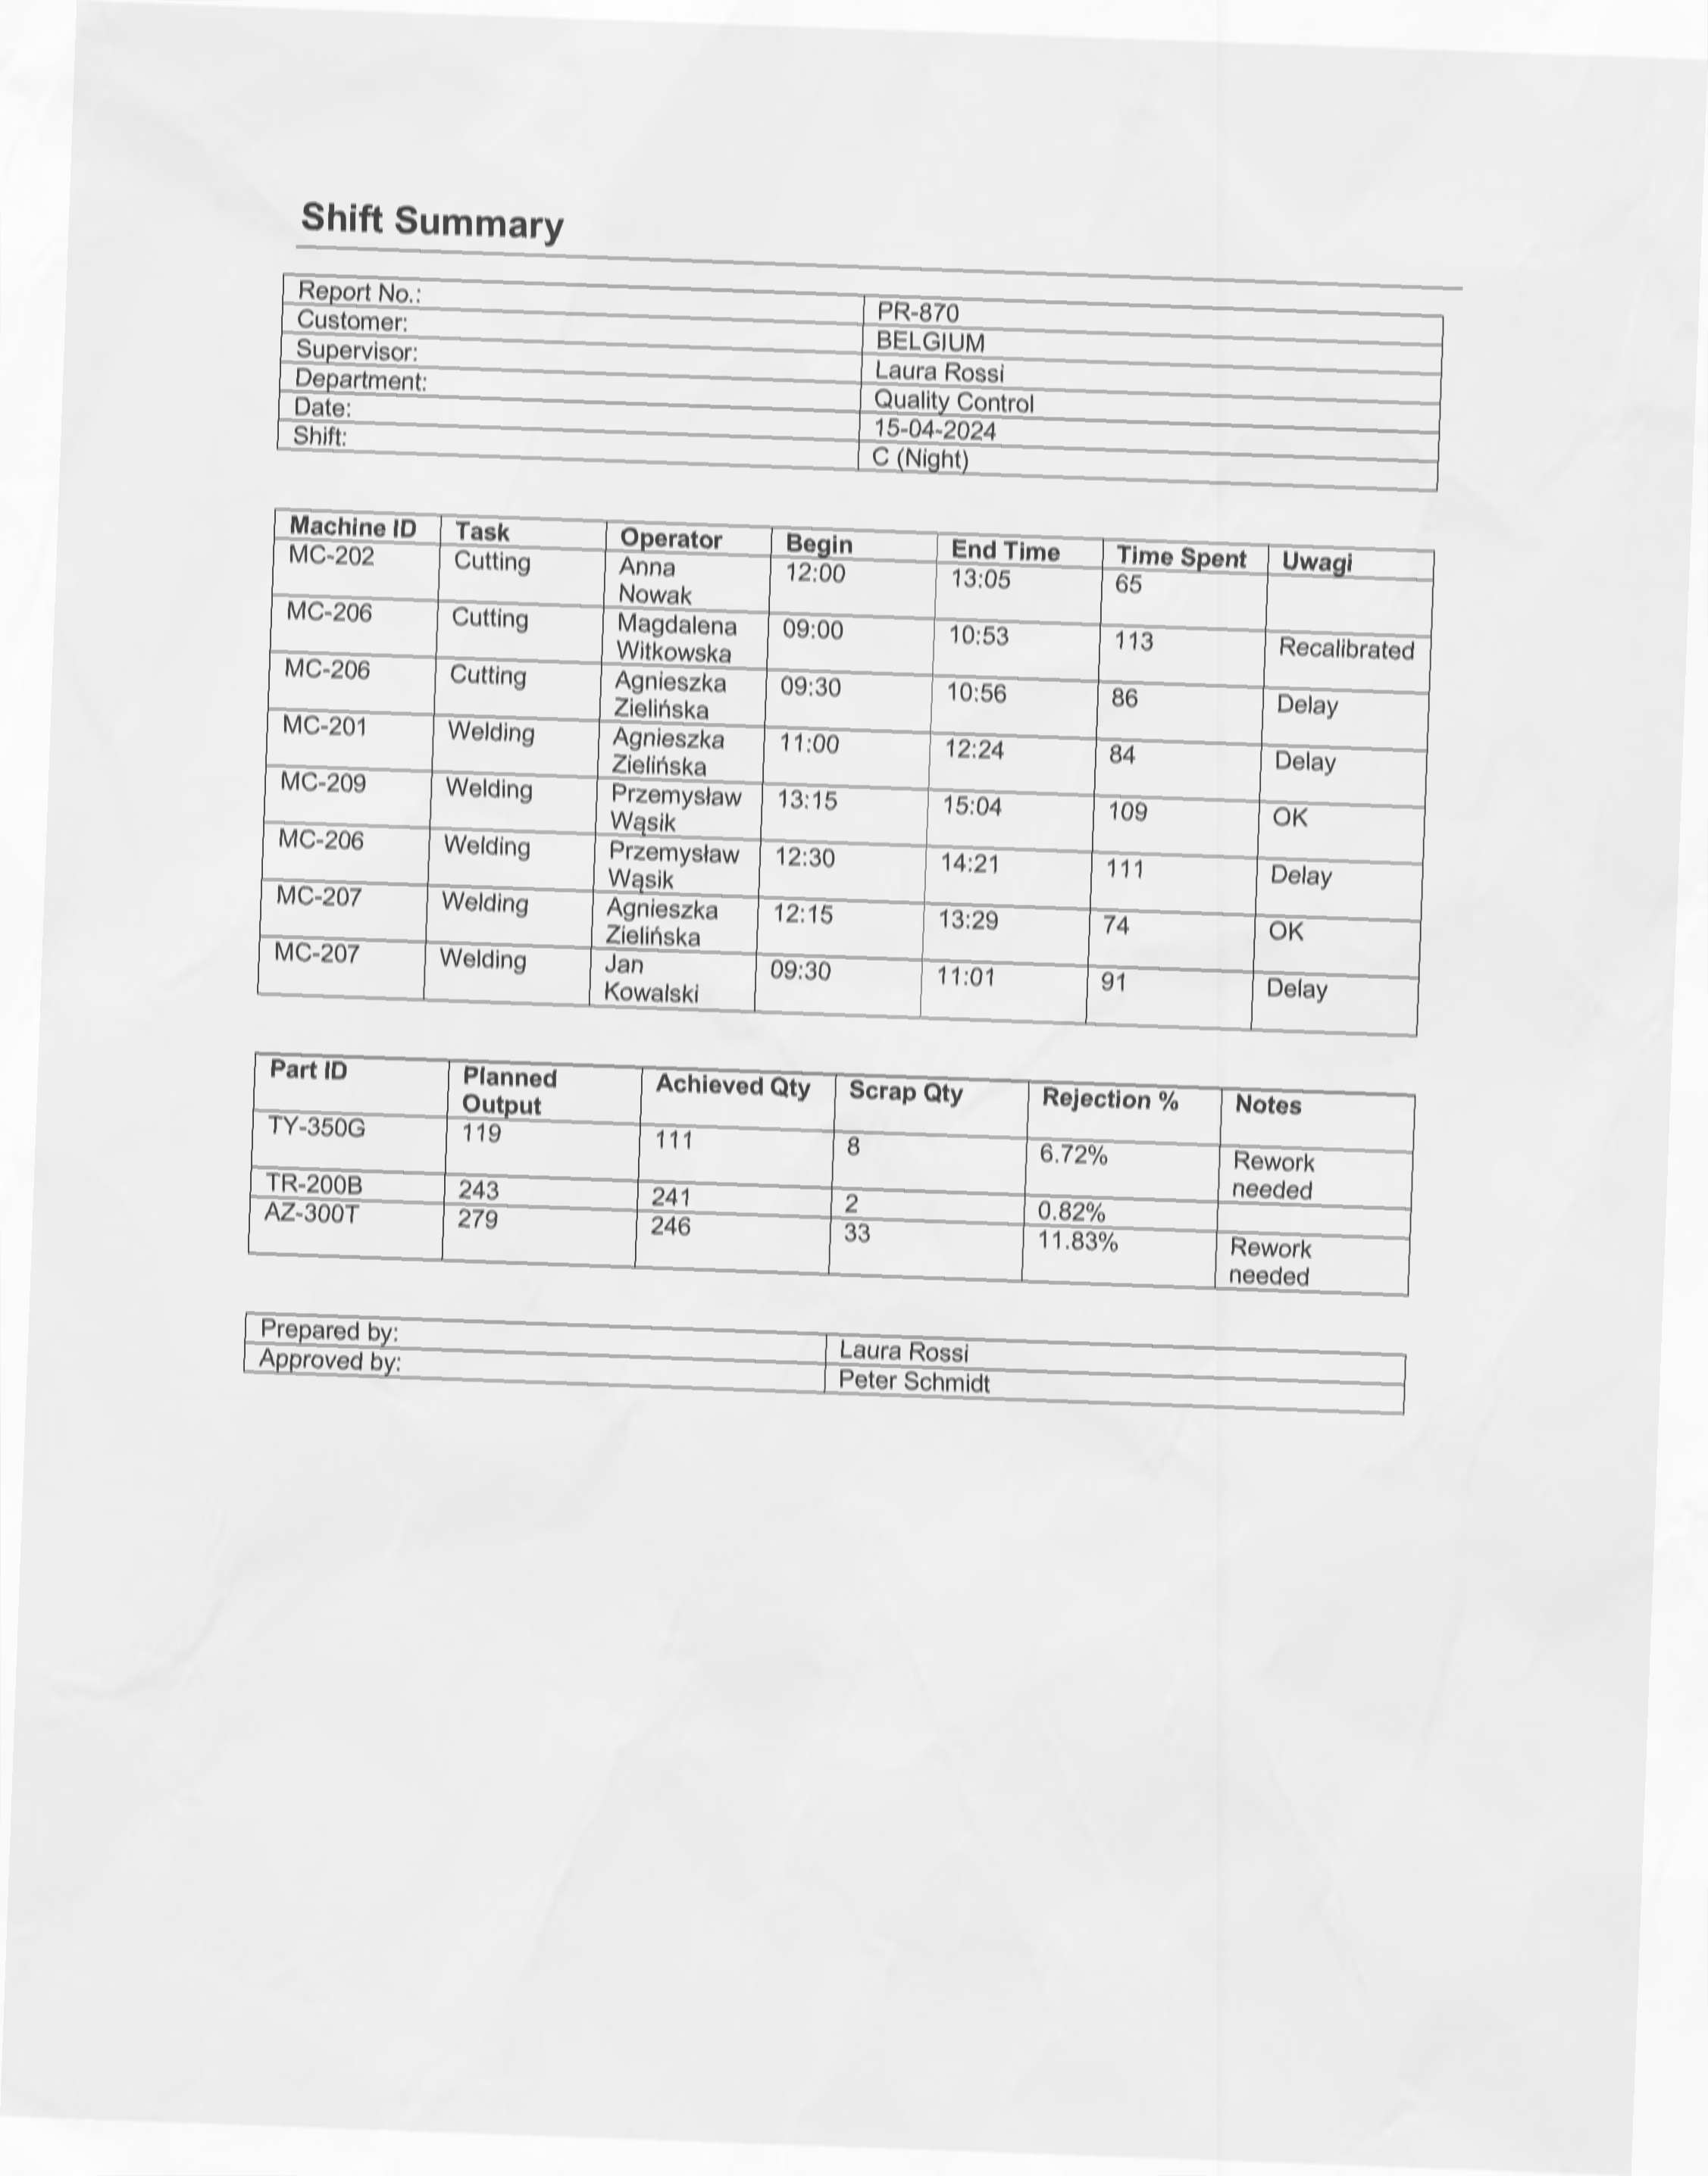 Shift Summary
Report No.: PR-870
Customer: BELGIUM
Supervisor: Laura Rossi
Department: Quality Control
Date: 15-04-2024
Shift: C (Night)
Machine ID Task Operator Begin End Time Time Spent Uwagi
MC-202 Cutting Anna 12:00 13:05 65
Nowak
MC-206 Cutting Magdalena 09:00 10:53 113 Recalibrated
Witkowska
MC-206 Cutting Agnieszka 09:30 10:56 86 Delay
Zielińska
MC-201 Welding Agnieszka 11:00 12:24 84 Delay
Zielińska
MC-209 Welding Przemysław 13:15 15:04 109 OK
Wąsik
MC-206 Welding Przemysław 12:30 14:21 111 Delay
Wąsik
MC-207 Welding Agnieszka 12:15 13:29 74 OK
Zielińska
MC-207 Welding Jan 09:30 11:01 91 Delay
Kowalski
Part ID Planned Achieved Qty Scrap Qty Rejection % Notes
Output
TY-350G 119 111 8 6.72% Rework
needed
TR-200B 243 241 2 0.82%
AZ-300T 279 246 33 11.83% Rework
needed
Prepared by: Laura Rossi
Approved by: Peter Schmidt